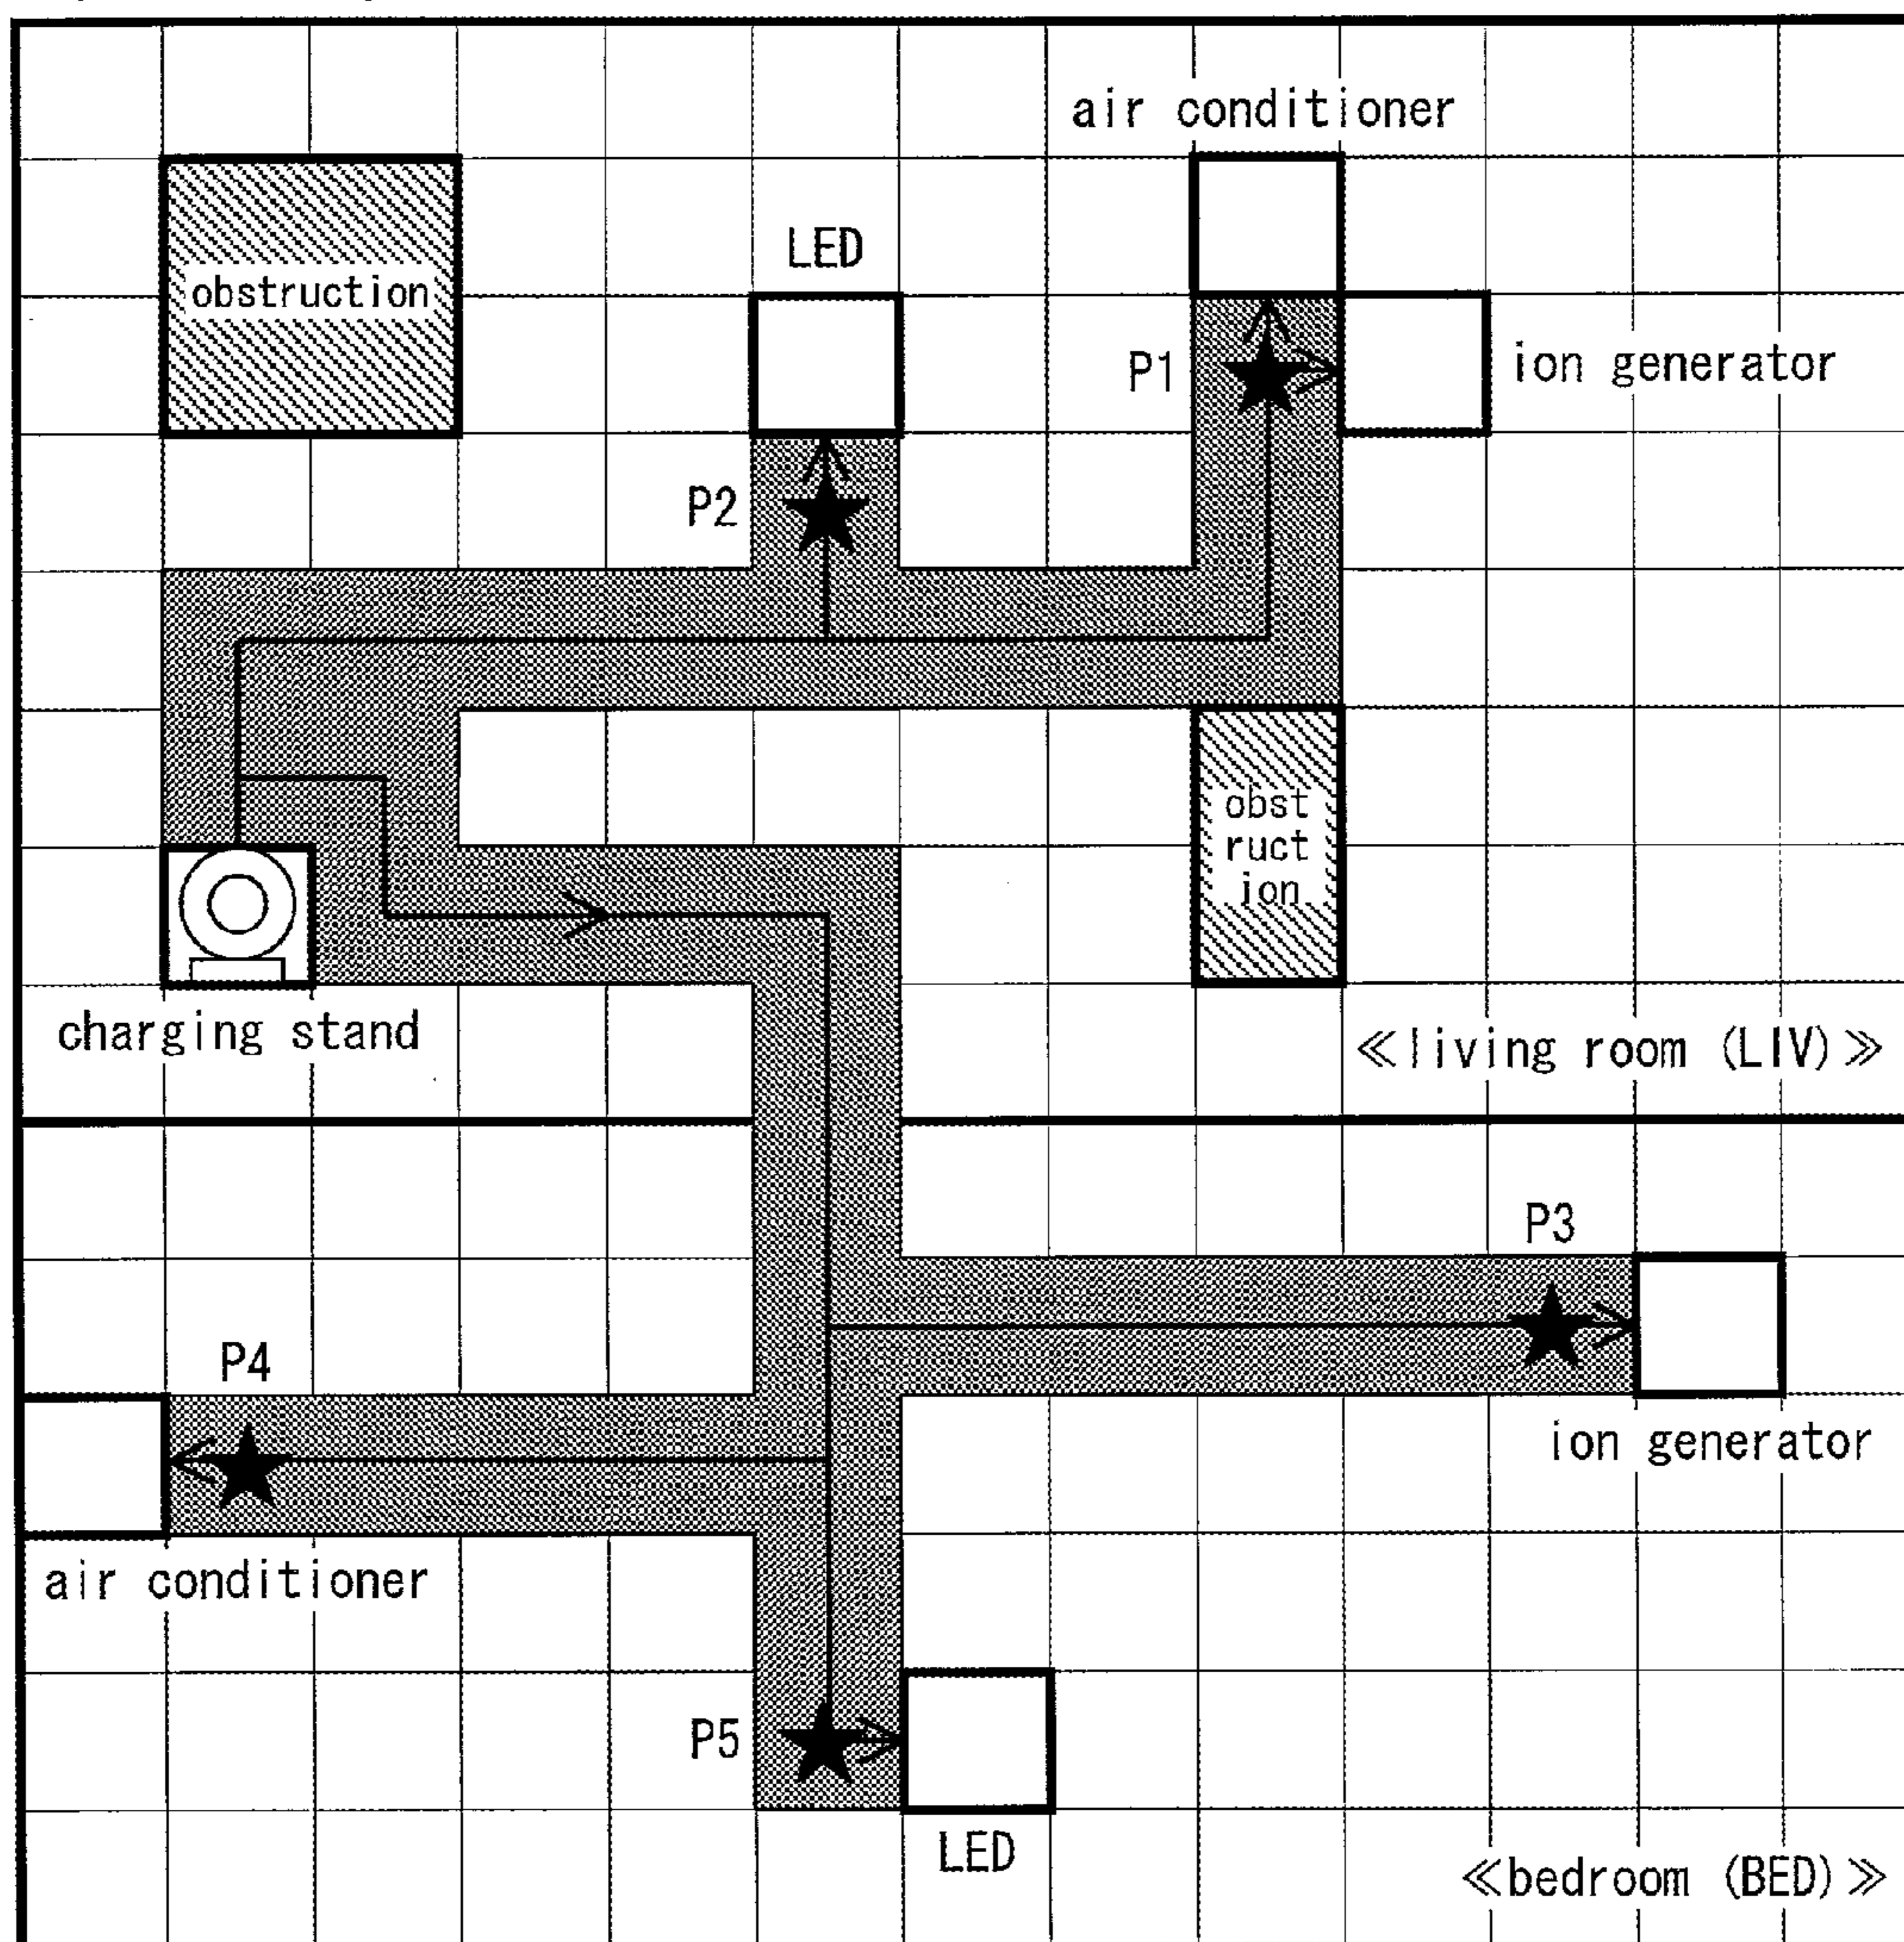 air conditioner
LED
obstruction
P1
ion generator
P2
obst
ruct
ion
charging stand
≪living room (LIV)≫
P3
P4
ion generator
air conditioner
P5
LED
≪bedroom (BED)≫